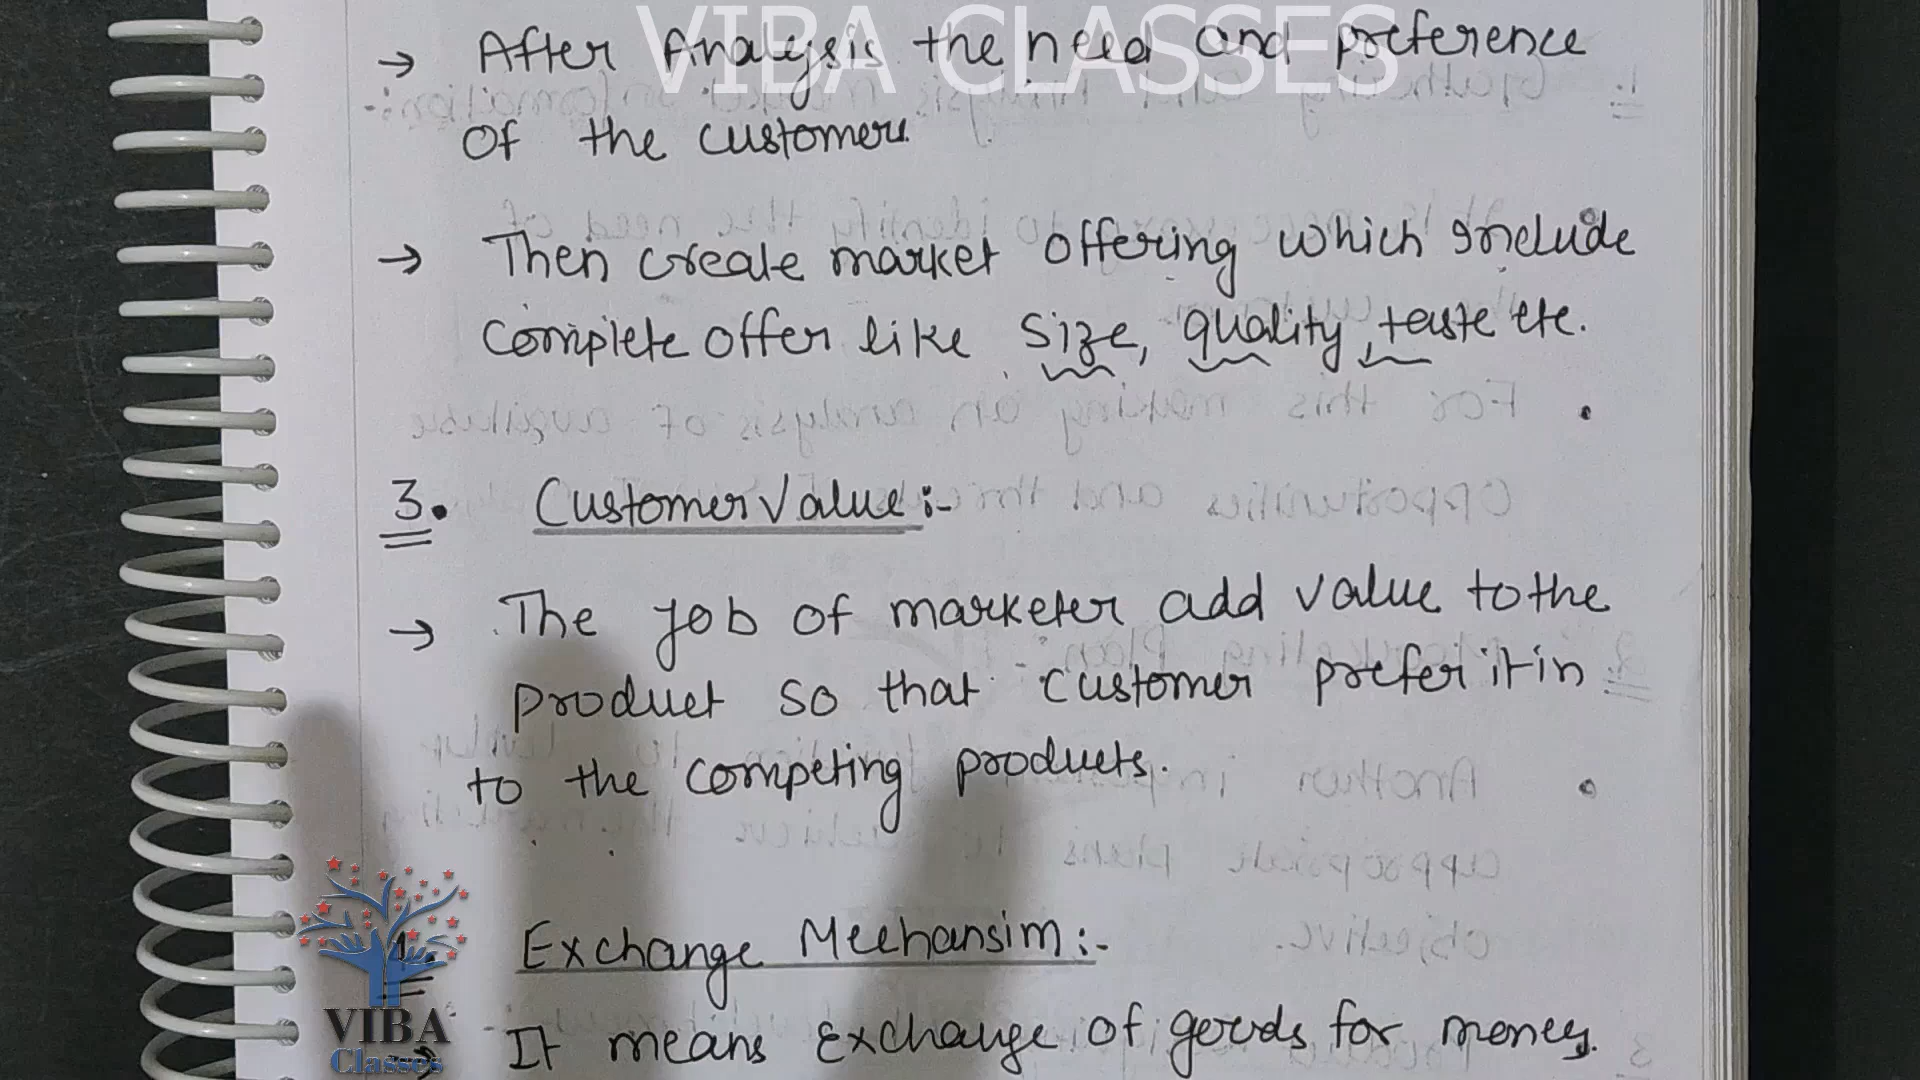 VIBA CLASSES
→ After Analysis the need and preference
of the customers.
→ Then create market offering which Include
complete offer like size, quality, taste etc.
3. Customer Value:-
→ The job of marketer add value to the
product so that customer prefer it in
to the competing products.
Exchange Mechansim:-
→ It means exchange of goods for money.
VIBA
Classes